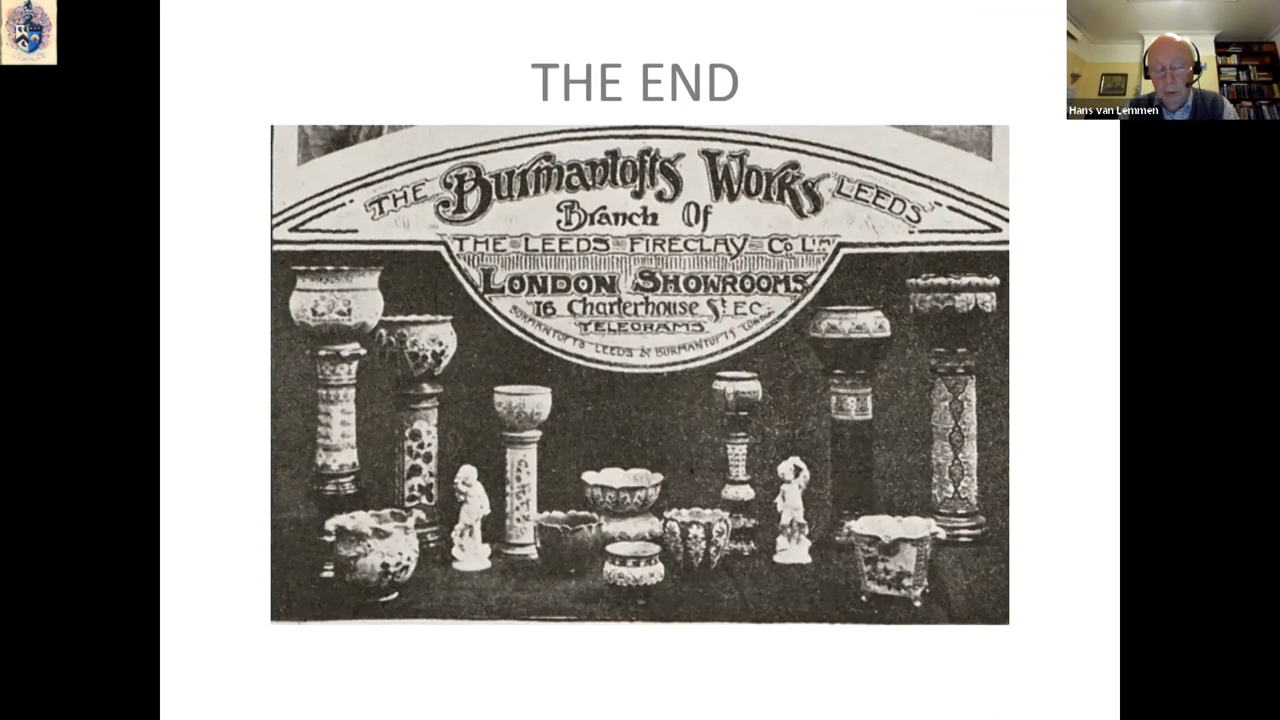 THE END
Hans van Lemmen
THE Burmantofts Works LEEDS
Branch Of
THE LEEDS FIRECLAY Co LTD
LONDON SHOWROOMS
16 Charterhouse St EC
TELEGRAMS
BURMANTOFTS LEEDS & BURMANTOFTS LONDON